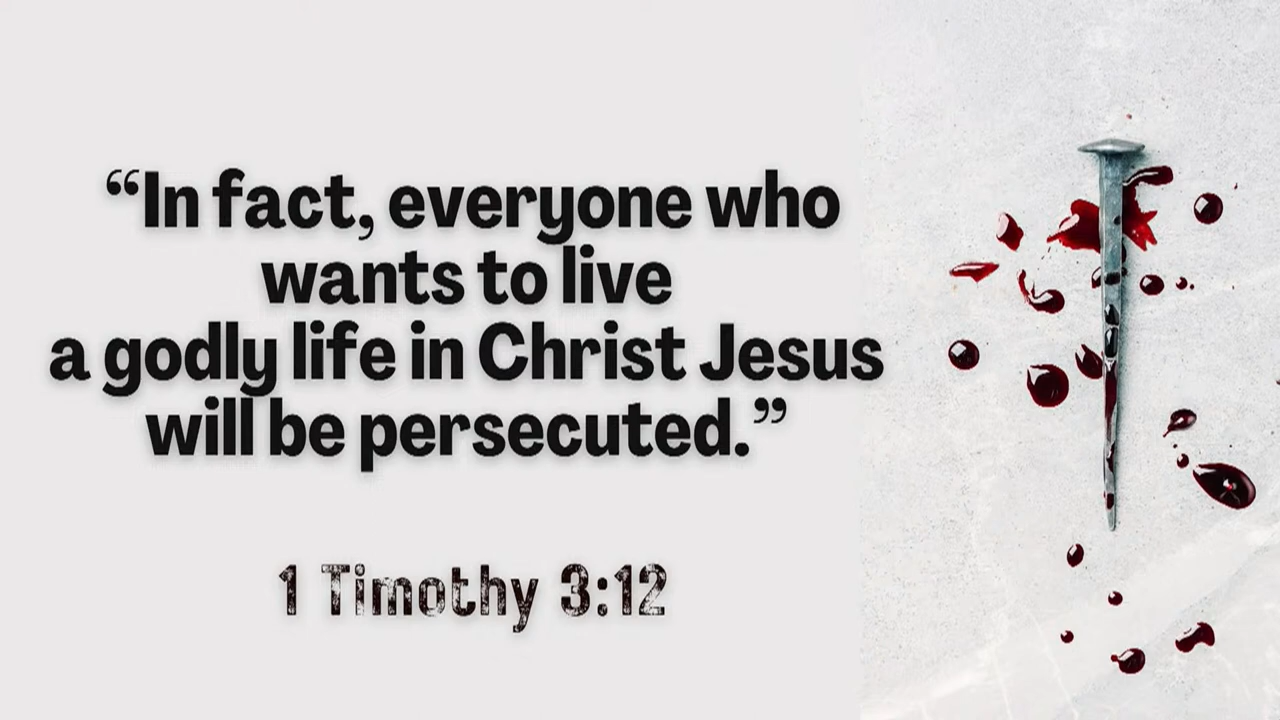 “In fact, everyone who
wants to live
a godly life in Christ Jesus
will be persecuted.”
1 Timothy 3:12